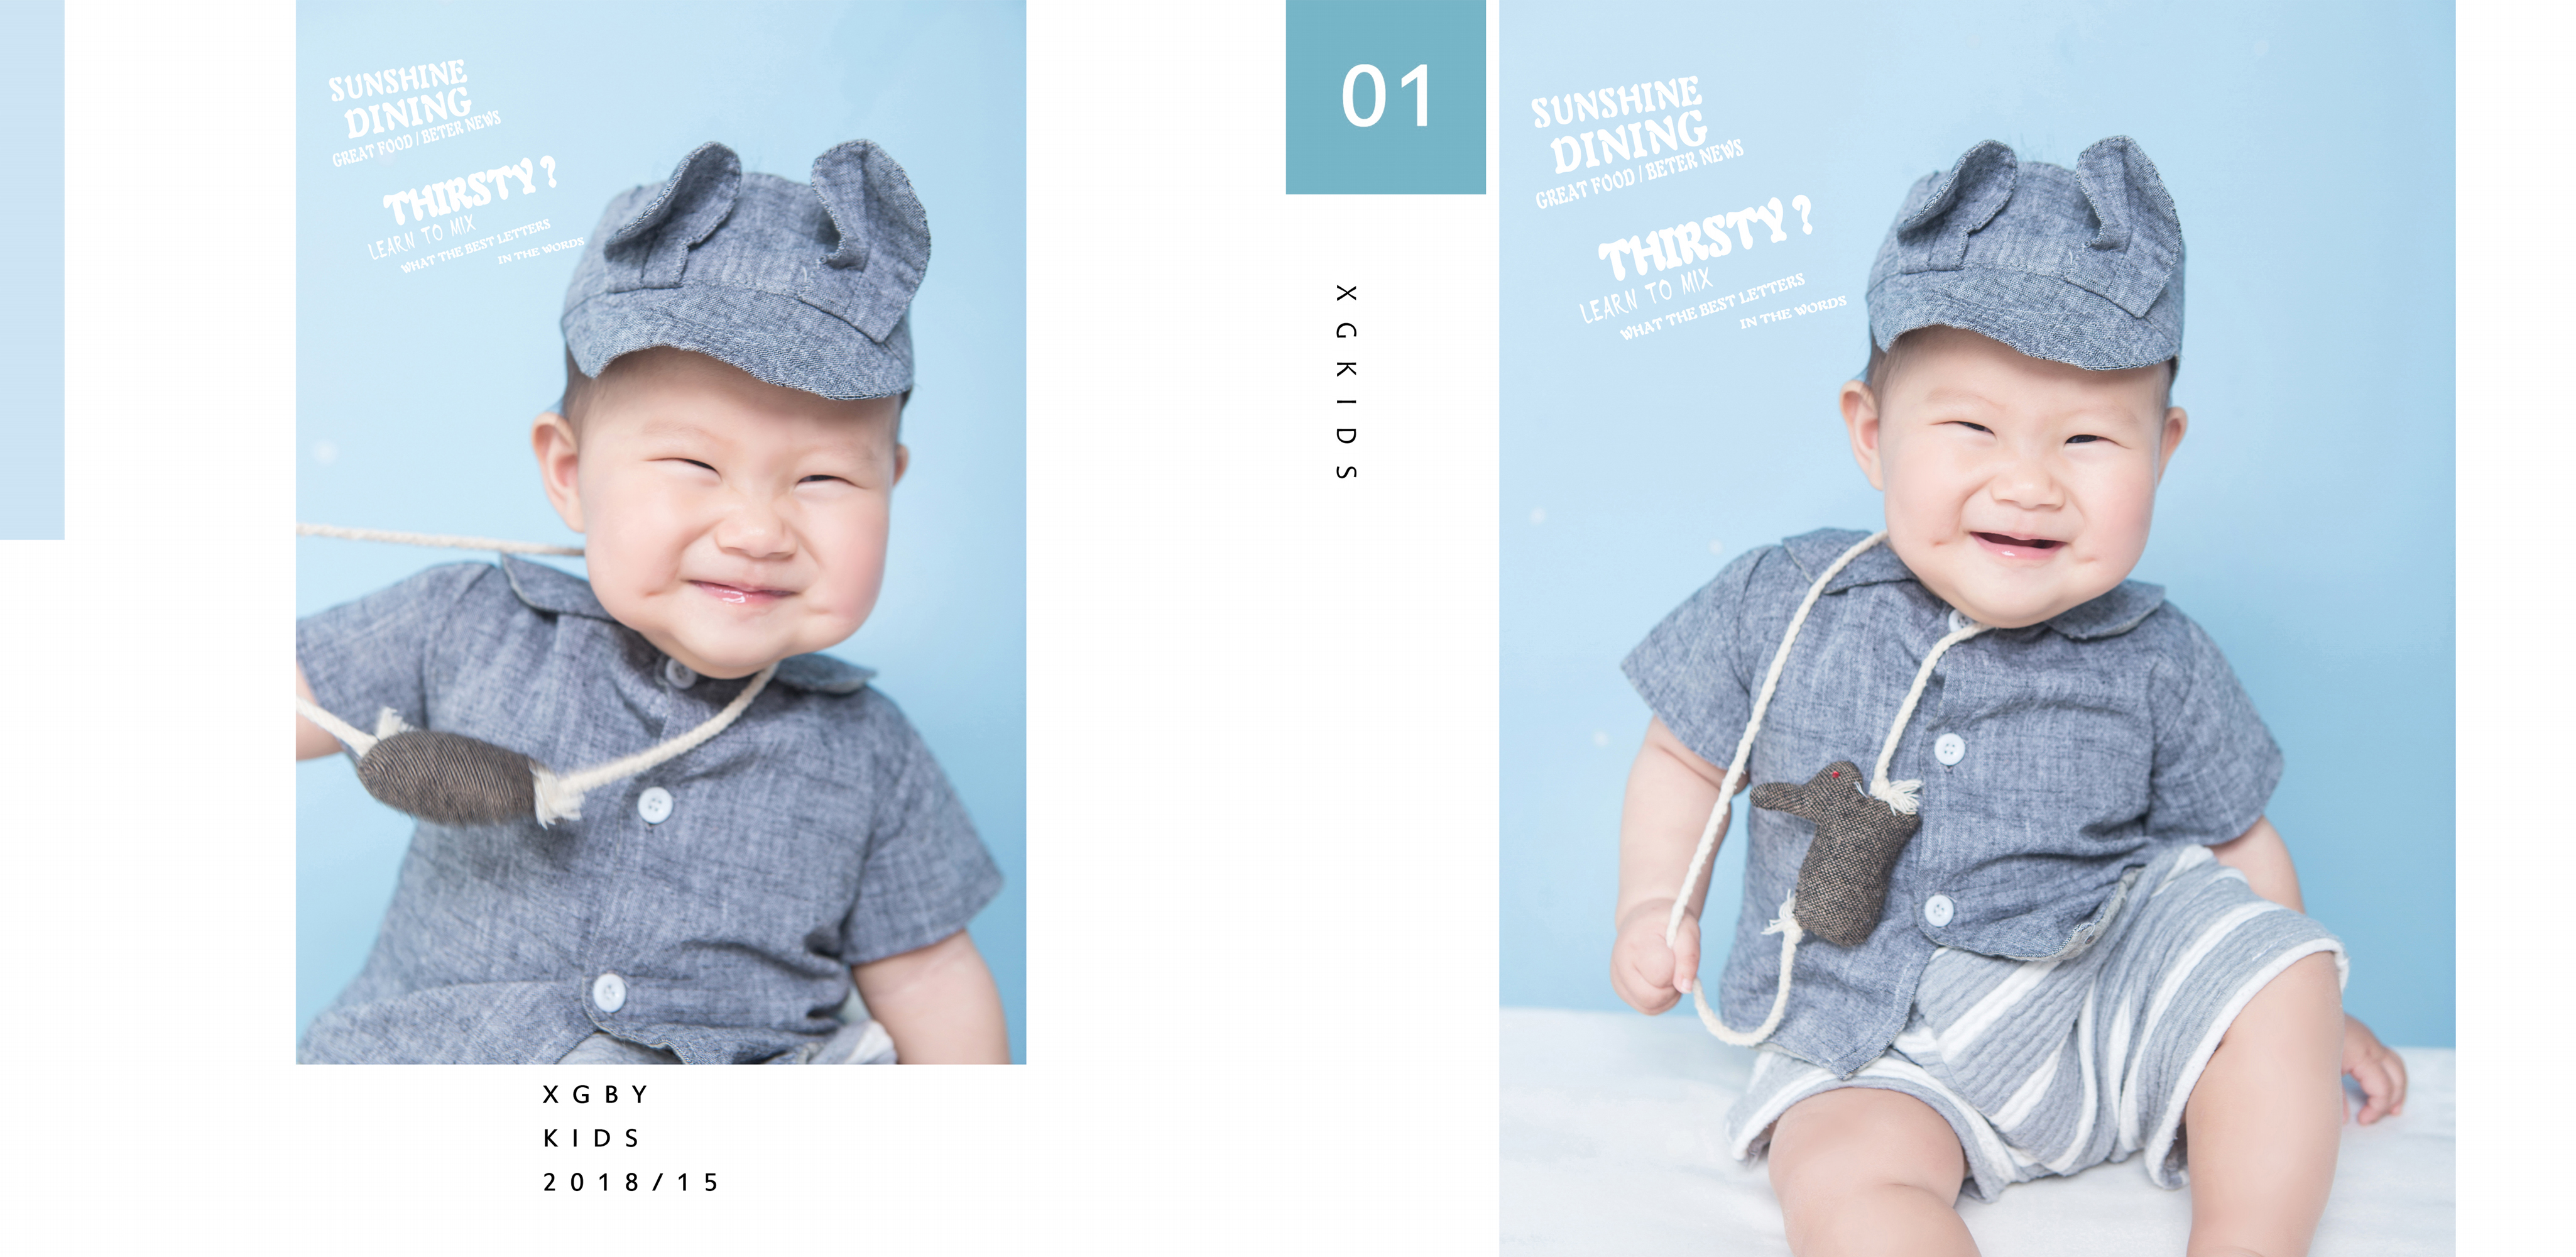 SUNSHINE
DINING
GREAT FOOD / BETER NEWS
THIRSTY ?
LEARN TO MIX
WHAT THE BEST LETTERS
IN THE WORDS
XGBY
KIDS
2018/15
01
XGKIDS
SUNSHINE
DINING
GREAT FOOD / BETER NEWS
THIRSTY ?
LEARN TO MIX
WHAT THE BEST LETTERS
IN THE WORDS